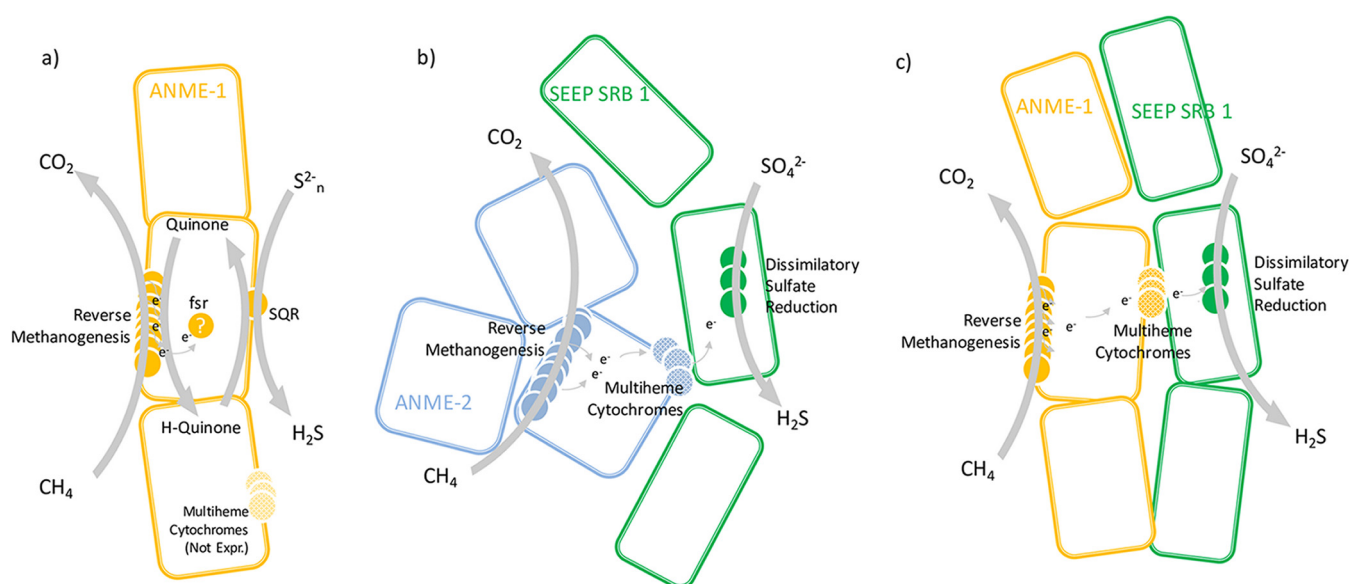 a)
ANME-1
CO₂
S²⁻ₙ
Quinone
e⁻
fsr
Reverse
Methanogenesis
e⁻
?
SQR
e⁻
e⁻
H-Quinone
H₂S
CH₄
Multiheme
Cytochromes
(Not Expr.)
b)
SEEP SRB 1
CO₂
SO₄²⁻
Dissimilatory
Sulfate
Reduction
Reverse
Methanogenesis
e⁻
e⁻
e⁻
Multiheme
Cytochromes
ANME-2
CH₄
H₂S
c)
ANME-1
SEEP SRB 1
CO₂
SO₄²⁻
Dissimilatory
Sulfate
Reduction
e⁻
e⁻
e⁻
e⁻
e⁻
Reverse
Methanogenesis
Multiheme
Cytochromes
CH₄
H₂S